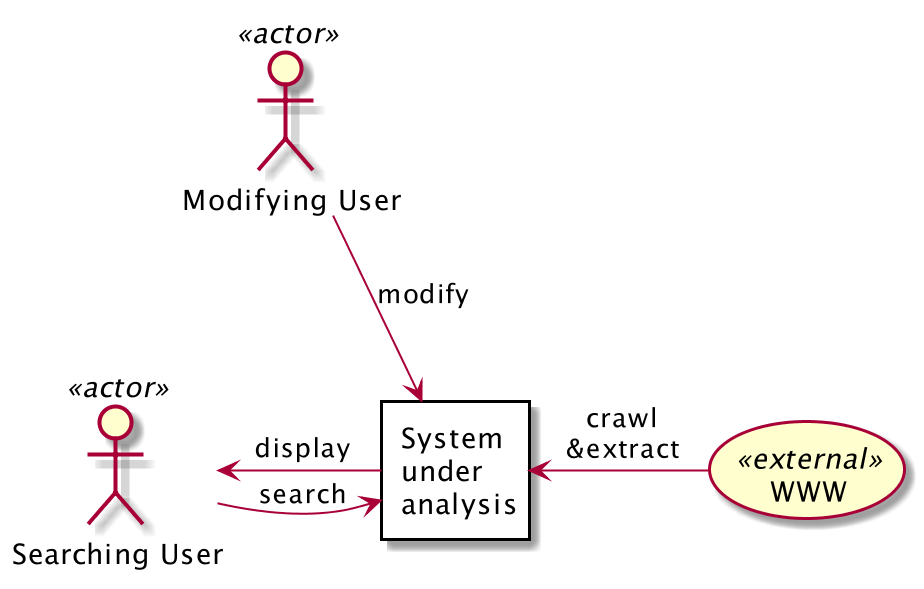 «actor»
Modifying User
modify
«actor»
Searching User
display
search
System
under
analysis
crawl
&extract
«external»
WWW